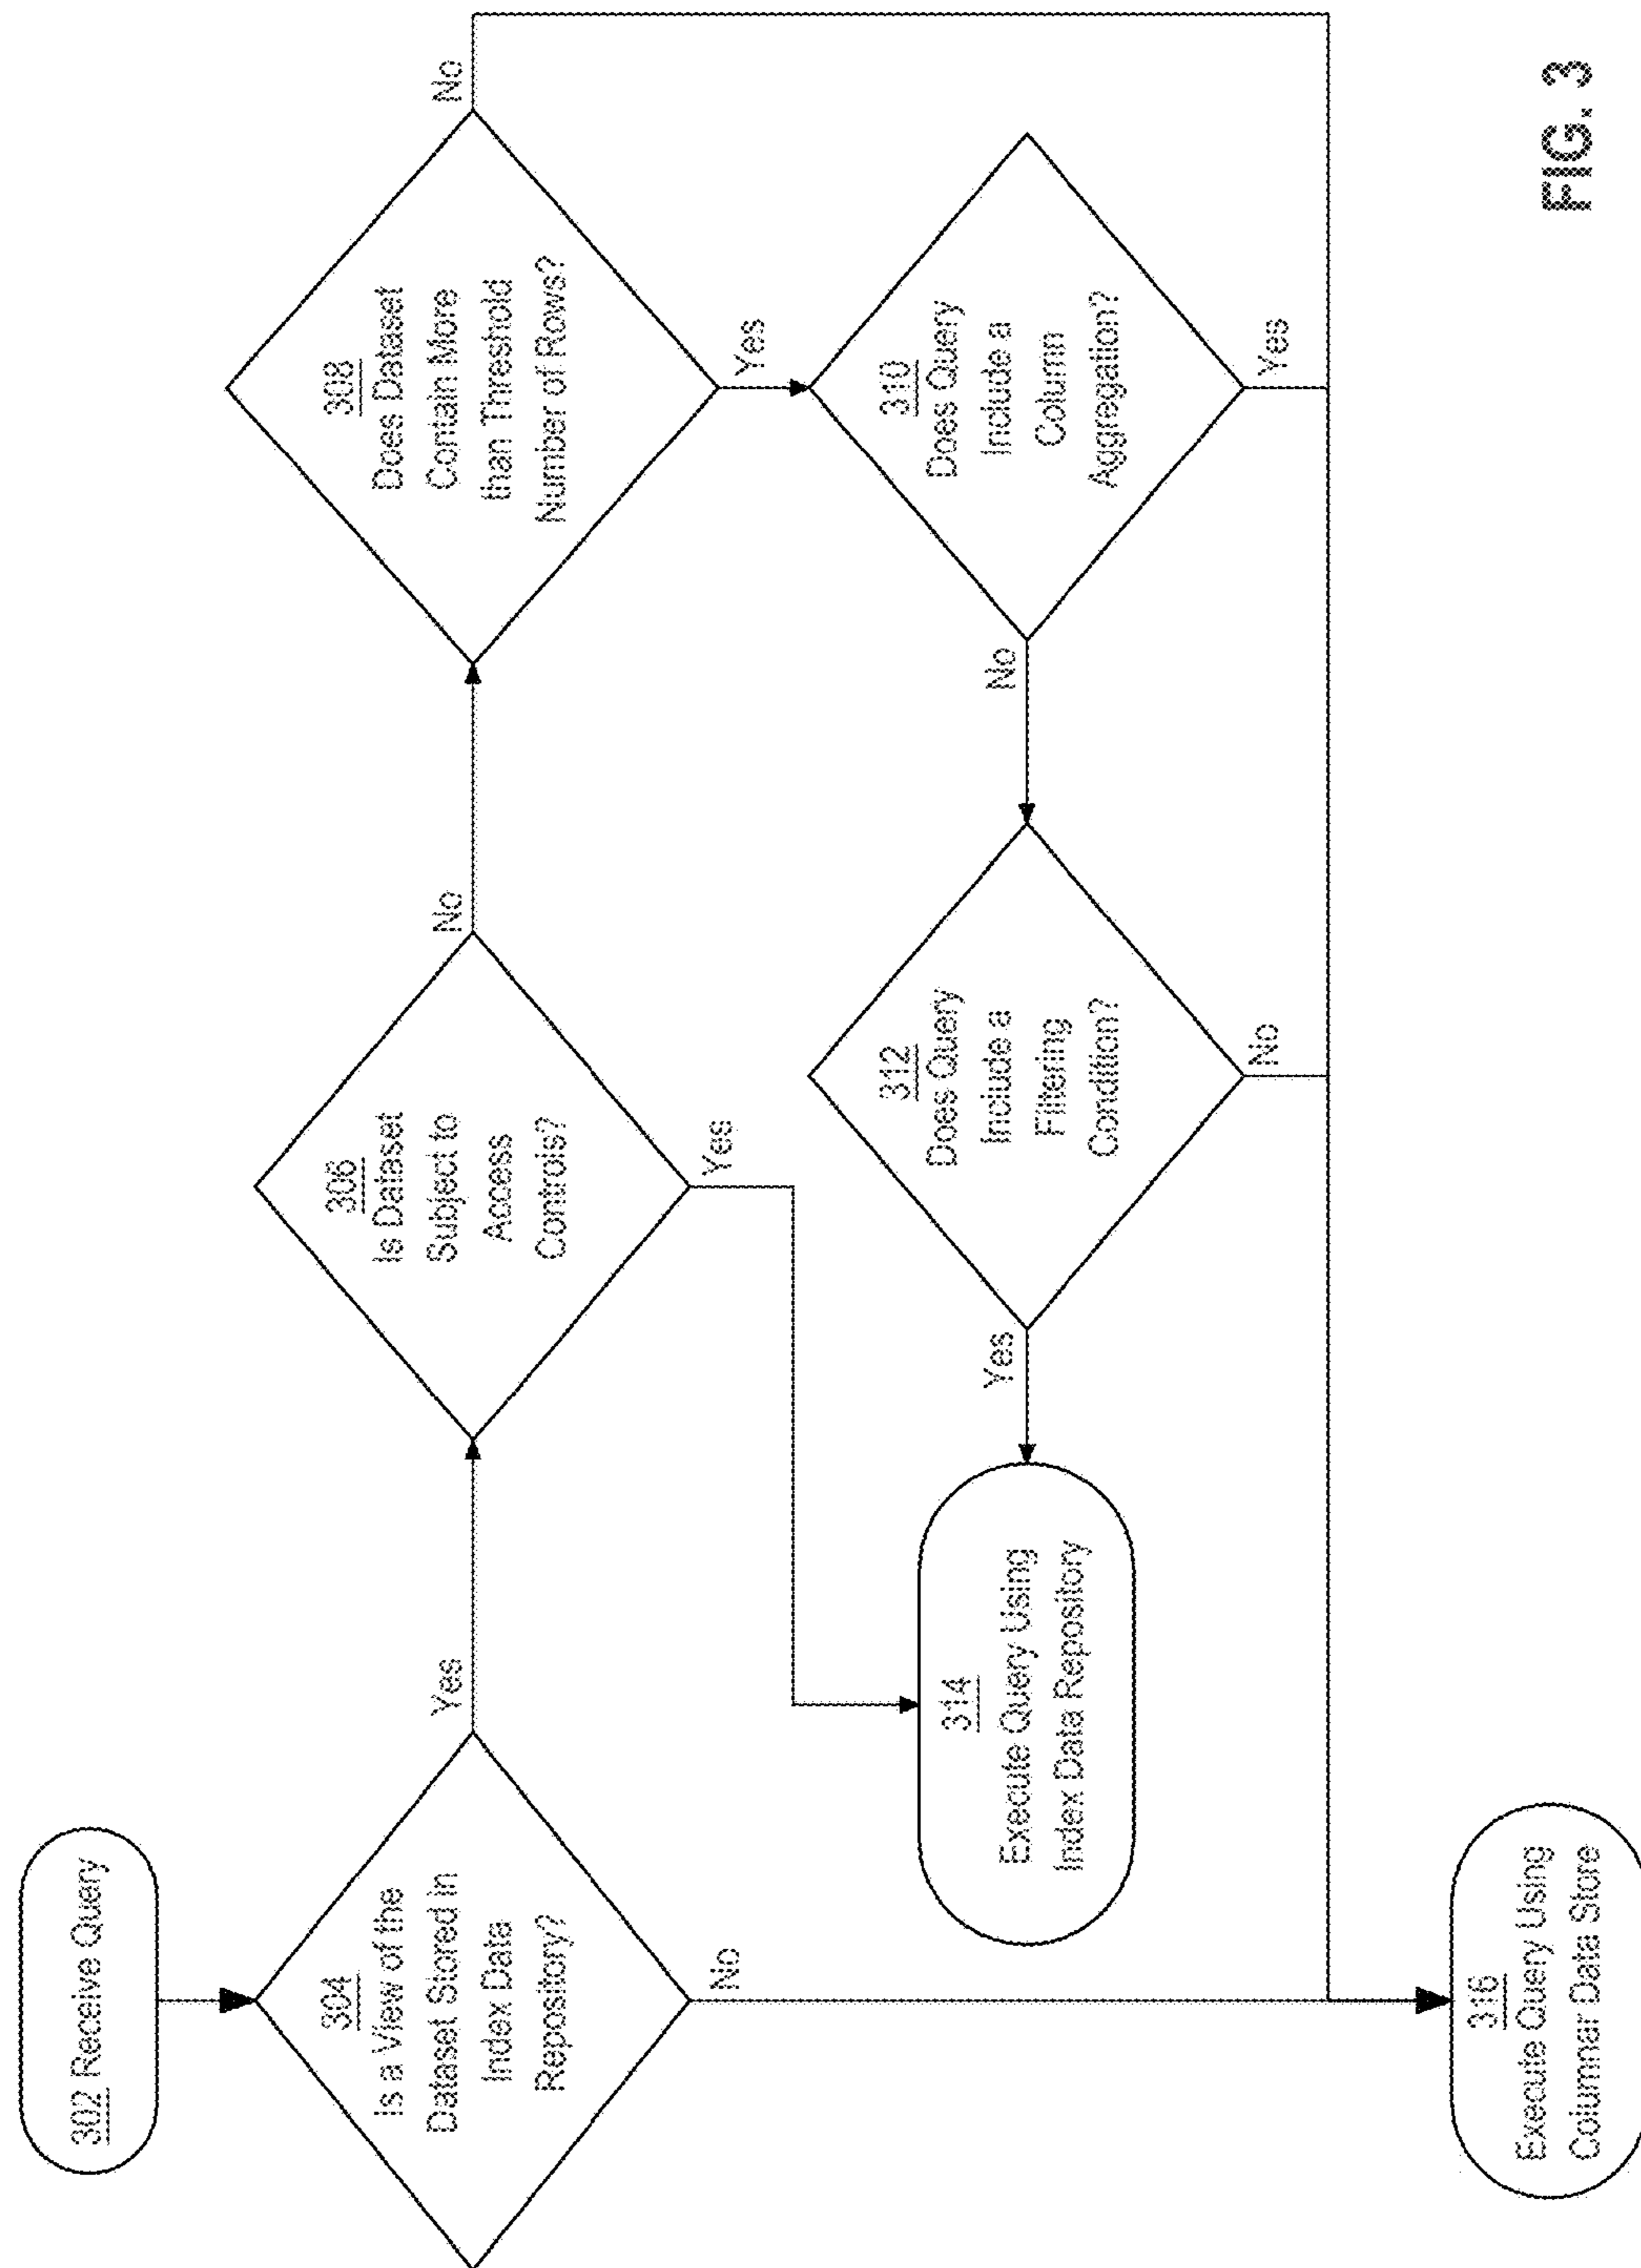 302 Receive Query
304
Is a View of the
Dataset Stored in
Index Data
Repository?
Yes
No
306
Is Dataset
Subject to
Access
Controls?
No
Yes
308
Does Dataset
Contain More
than Threshold
Number of Rows?
No
Yes
310
Does Query
Include a
Column
Aggregation?
No
Yes
312
Does Query
Include a
Filtering
Condition?
Yes
No
314
Execute Query Using
Index Data Repository
316
Execute Query Using
Columnar Data Store
FIG. 3